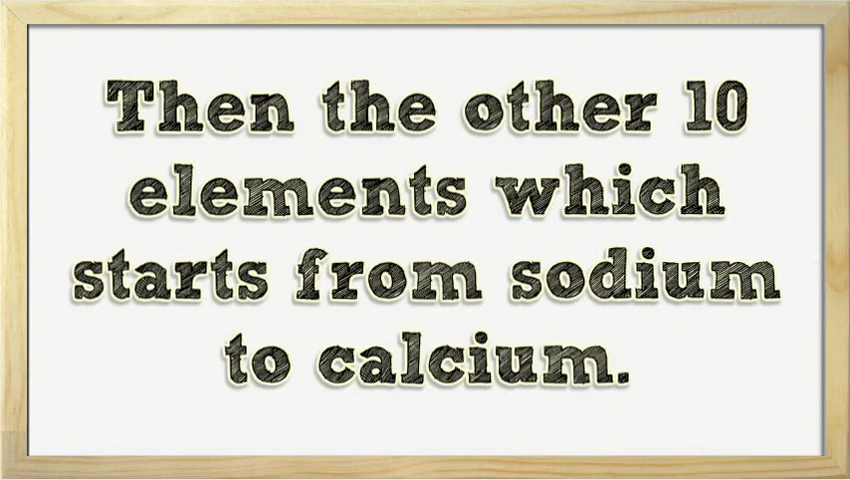 Then the other 10
elements which
starts from sodium
to calcium.